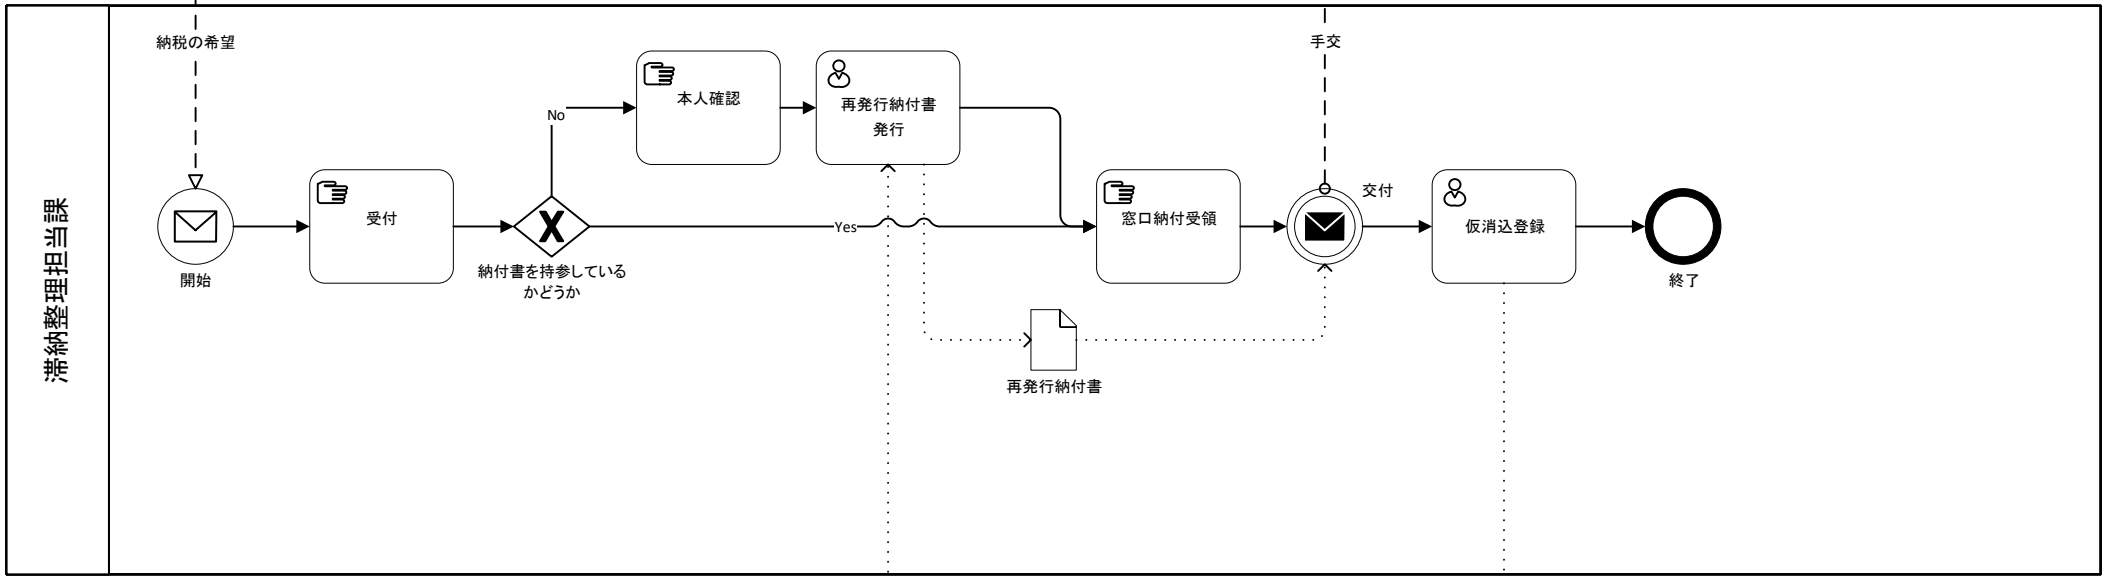 滞納整理担当課
納税の希望
手交
No
本人確認
再発行納付書
発行
受付
Yes
窓口納付受領
交付
仮消込登録
開始
納付書を持参している
かどうか
終了
再発行納付書